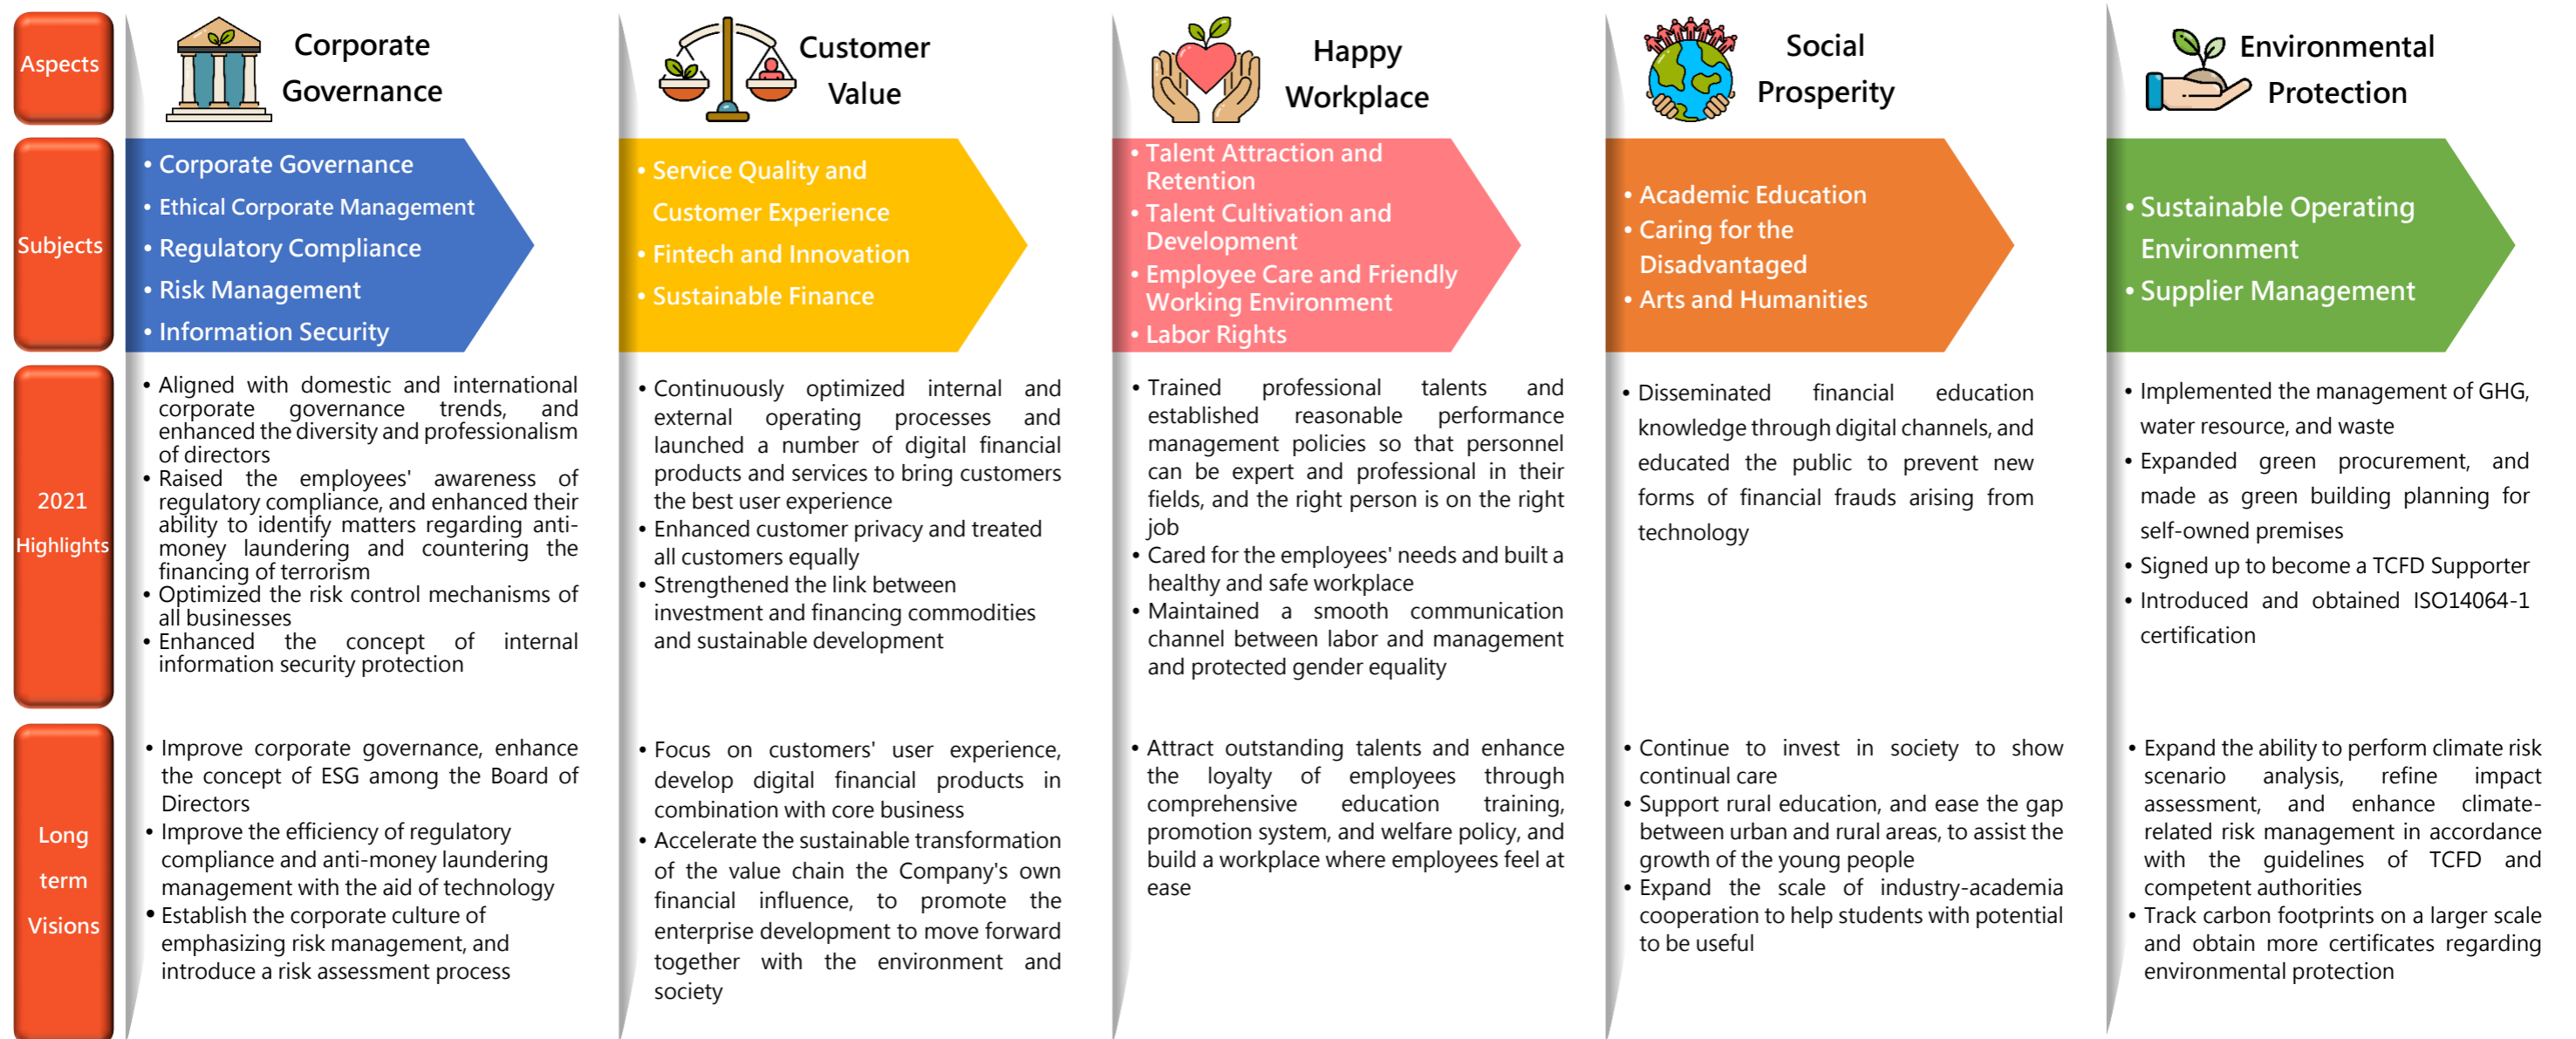 Aspects
Corporate
Governance
Customer
Value
Happy
Workplace
Social
Prosperity
Environmental
Protection
Subjects
• Corporate Governance
• Ethical Corporate Management
• Regulatory Compliance
• Risk Management
• Information Security
• Service Quality and
Customer Experience
• Fintech and Innovation
• Sustainable Finance
• Talent Attraction and
Retention
• Talent Cultivation and
Development
• Employee Care and Friendly
Working Environment
• Labor Rights
• Academic Education
• Caring for the
Disadvantaged
• Arts and Humanities
• Sustainable Operating
Environment
• Supplier Management
2021
Highlights
• Aligned with domestic and international
corporate governance trends, and
enhanced the diversity and professionalism
of directors
• Raised the employees' awareness of
regulatory compliance, and enhanced their
ability to identify matters regarding anti-
money laundering and countering the
financing of terrorism
• Optimized the risk control mechanisms of
all businesses
• Enhanced the concept of internal
information security protection
• Continuously optimized internal and
external operating processes and
launched a number of digital financial
products and services to bring customers
the best user experience
• Enhanced customer privacy and treated
all customers equally
• Strengthened the link between
investment and financing commodities
and sustainable development
• Trained professional talents and
established reasonable performance
management policies so that personnel
can be expert and professional in their
fields, and the right person is on the right
job
• Cared for the employees' needs and built a
healthy and safe workplace
• Maintained a smooth communication
channel between labor and management
and protected gender equality
• Disseminated financial education
knowledge through digital channels, and
educated the public to prevent new
forms of financial frauds arising from
technology
• Implemented the management of GHG,
water resource, and waste
• Expanded green procurement, and
made as green building planning for
self-owned premises
• Signed up to become a TCFD Supporter
• Introduced and obtained ISO14064-1
certification
Long
term
Visions
• Improve corporate governance, enhance
the concept of ESG among the Board of
Directors
• Improve the efficiency of regulatory
compliance and anti-money laundering
management with the aid of technology
• Establish the corporate culture of
emphasizing risk management, and
introduce a risk assessment process
• Focus on customers' user experience,
develop digital financial products in
combination with core business
• Accelerate the sustainable transformation
of the value chain the Company's own
financial influence, to promote the
enterprise development to move forward
together with the environment and
society
• Attract outstanding talents and enhance
the loyalty of employees through
comprehensive education training,
promotion system, and welfare policy, and
build a workplace where employees feel at
ease
• Continue to invest in society to show
continual care
• Support rural education, and ease the gap
between urban and rural areas, to assist the
growth of the young people
• Expand the scale of industry-academia
cooperation to help students with potential
to be useful
• Expand the ability to perform climate risk
scenario analysis, refine impact
assessment, and enhance climate-
related risk management in accordance
with the guidelines of TCFD and
competent authorities
• Track carbon footprints on a larger scale
and obtain more certificates regarding
environmental protection